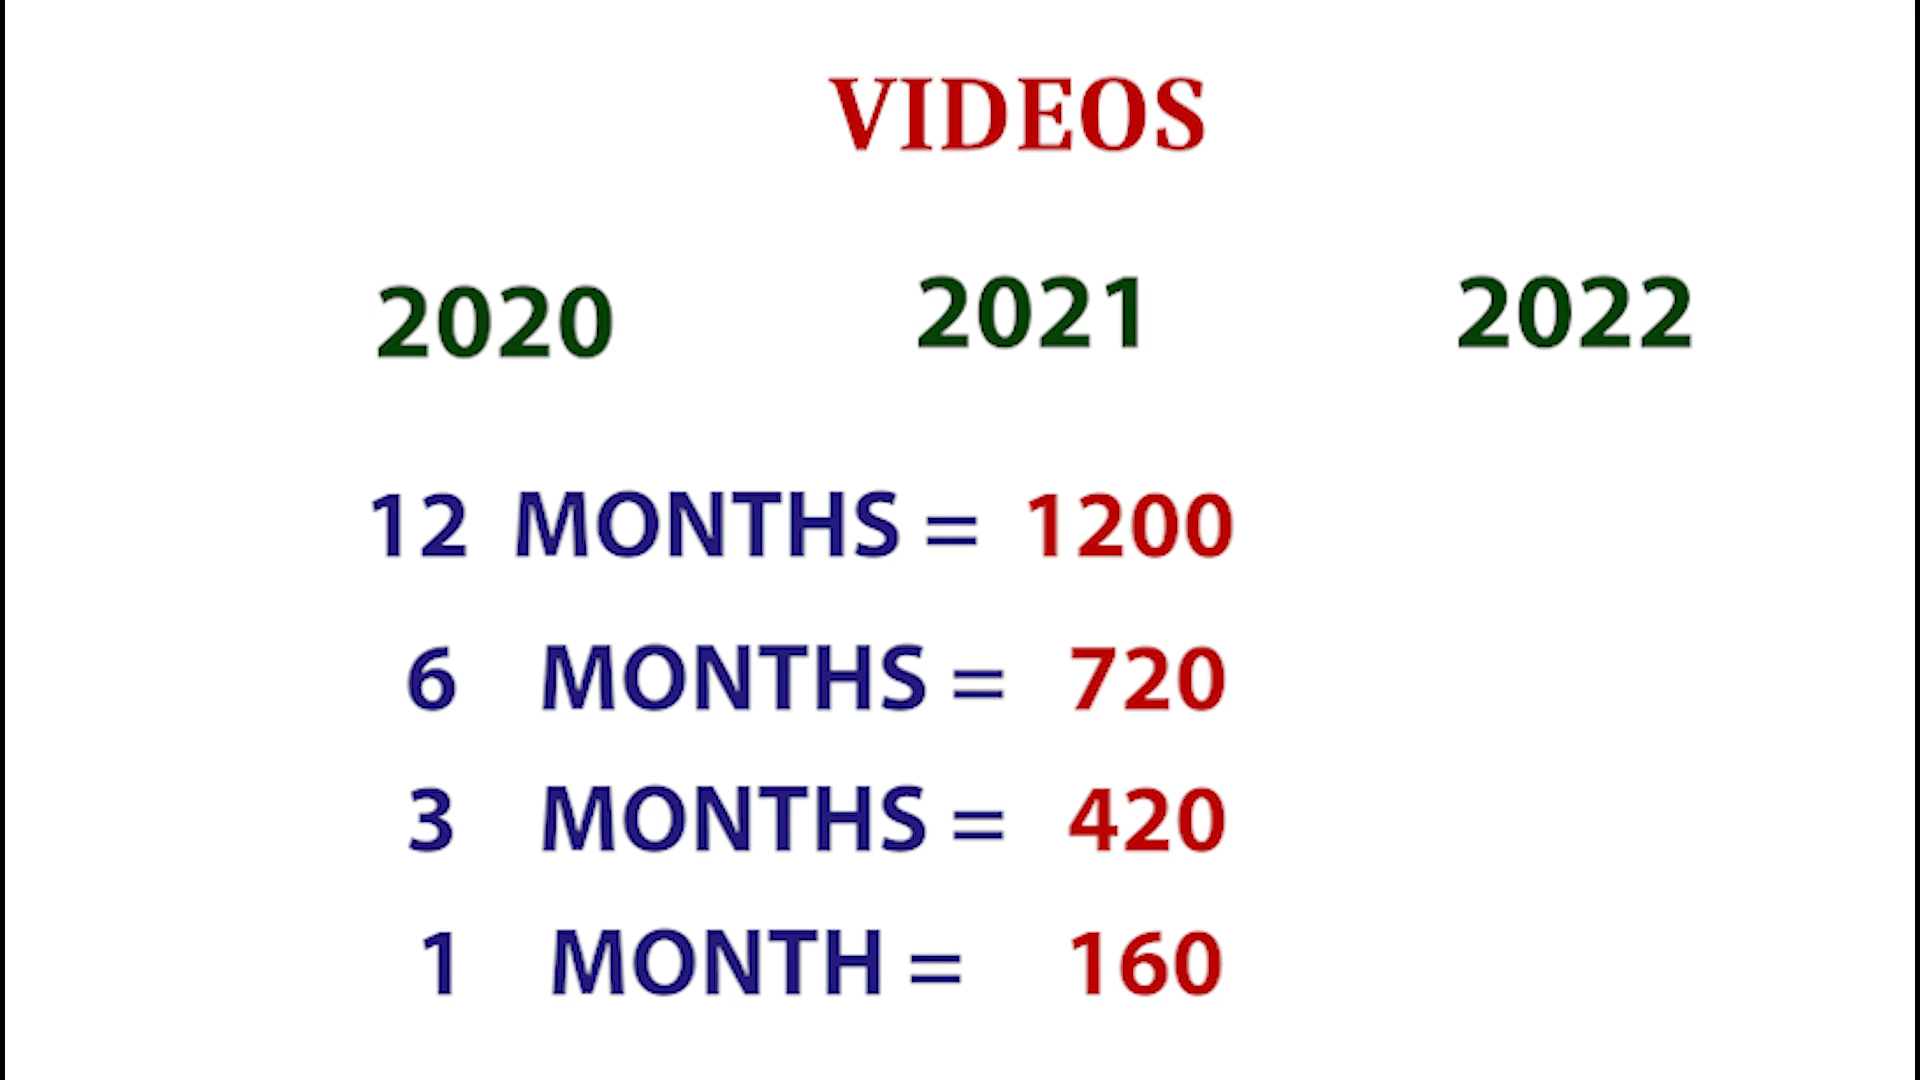 VIDEOS
2020 2021 2022
12 MONTHS = 1200
6 MONTHS = 720
3 MONTHS = 420
1 MONTH = 160